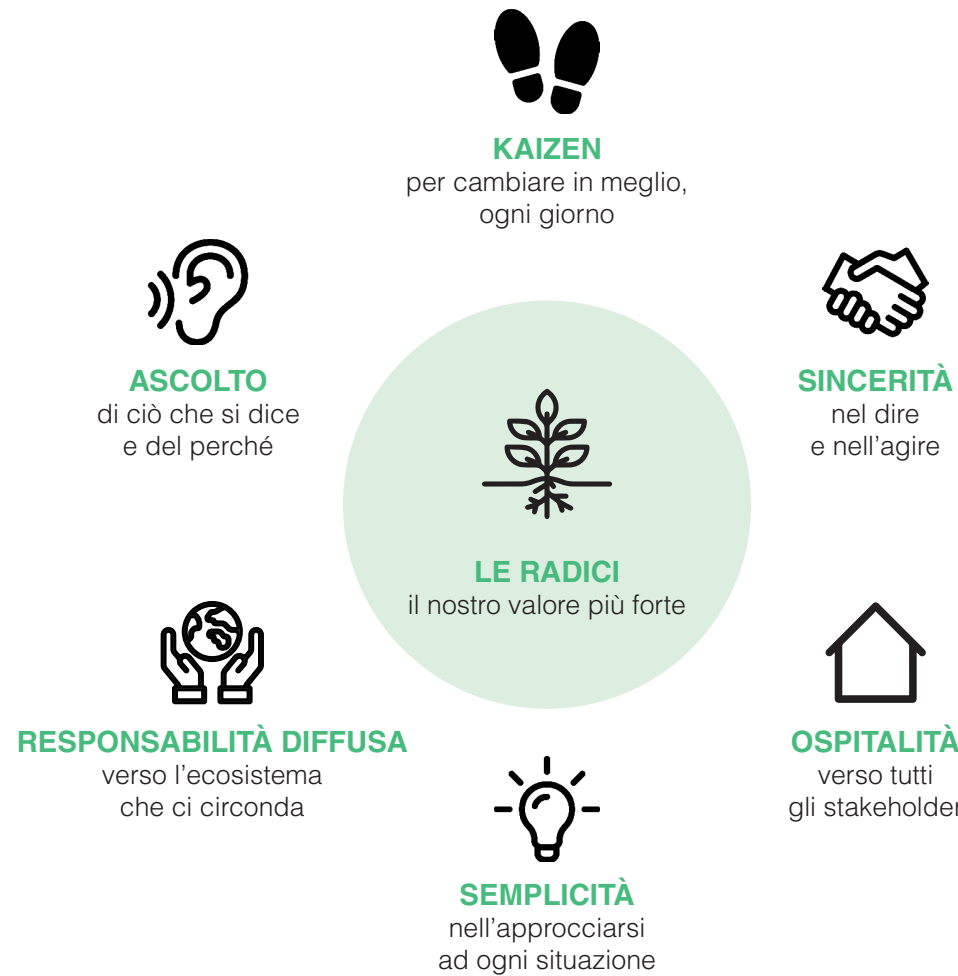 KAIZEN
per cambiare in meglio,
ogni giorno
ASCOLTO
di ciò che si dice
e del perché
SINCERITÀ
nel dire
e nell'agire
LE RADICI
il nostro valore più forte
RESPONSABILITÀ DIFFUSA
verso l'ecosistema
che ci circonda
OSPITALITÀ
verso tutti
gli stakeholder
SEMPLICITÀ
nell'approcciarsi
ad ogni situazione